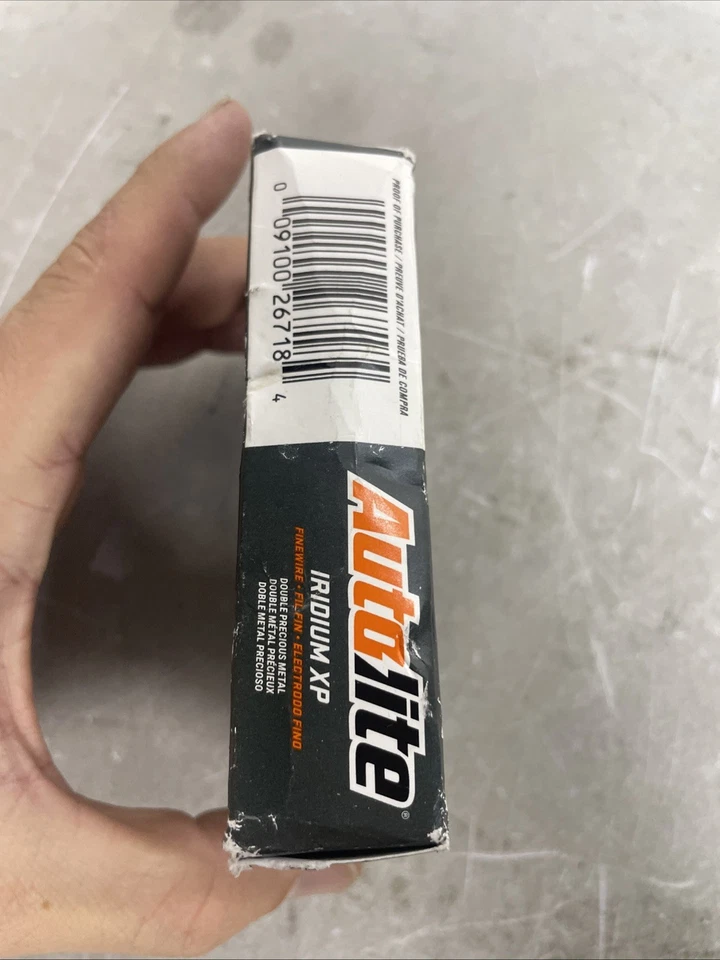 PROOF OF PURCHASE / PREUVE D'ACHAT / PRUEBA DE COMPRA
0 09100 26718 4
Autolite®
IRIDIUM XP
FINEWIRE • FIL FIN • ELECTRODO FINO
DOUBLE PRECIOUS METAL
DOUBLE MÉTAL PRÉCIEUX
DOBLE METAL PRECIOSO